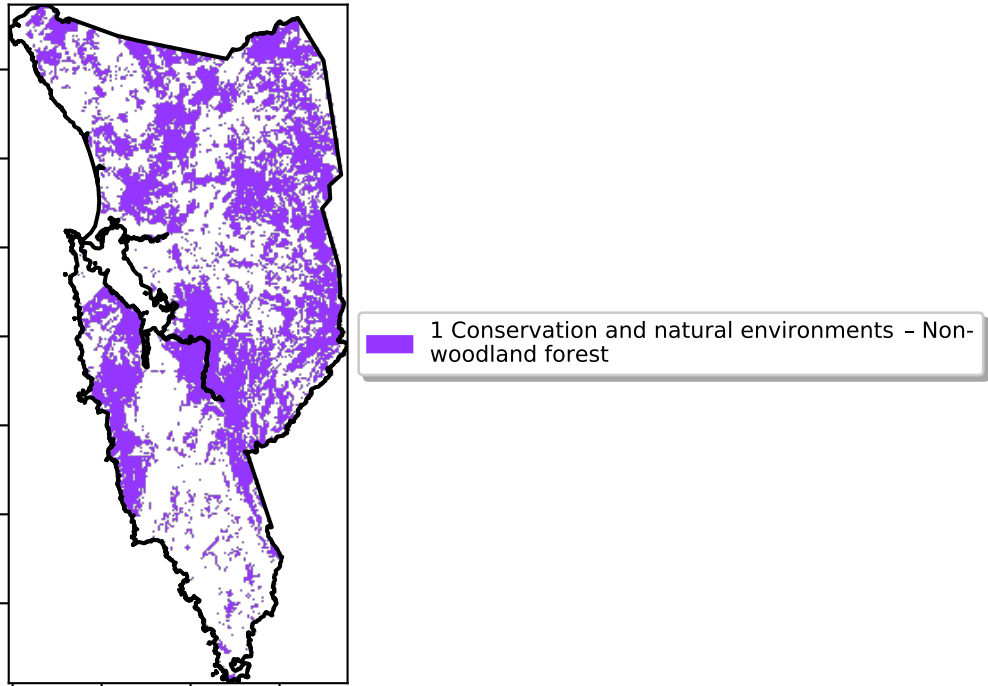 1 Conservation and natural environments – Non-
woodland forest